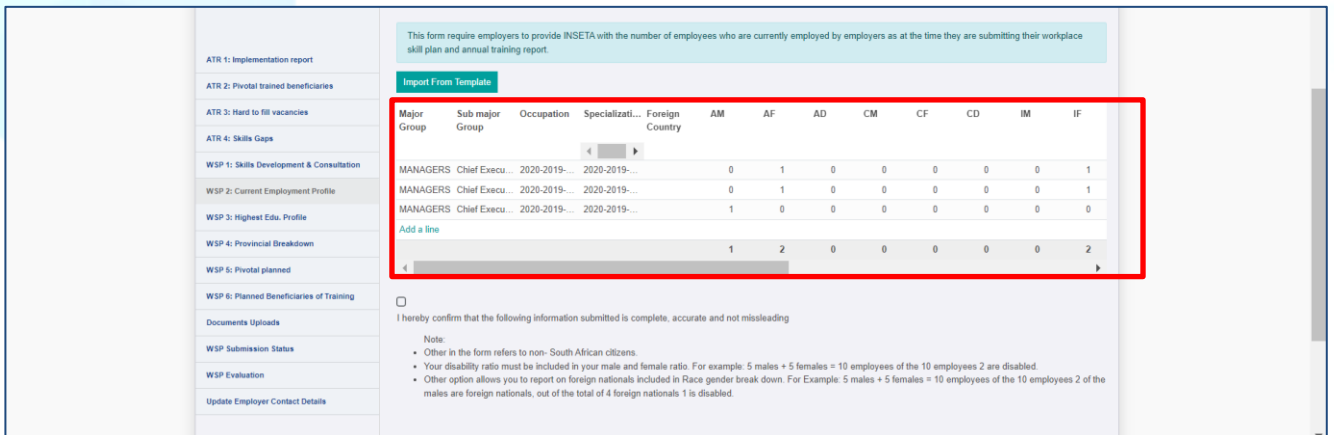 This form require employers to provide INSETA with the number of employees who are currently employed by employers as at the time they are submitting their workplace
skill plan and annual training report.
ATR 1: Implementation report
ATR 2: Pivotal trained beneficiaries
ATR 3: Hard to fill vacancies
ATR 4: Skills Gaps
WSP 1: Skills Development & Consultation
WSP 2: Current Employment Profile
WSP 3: Highest Edu. Profile
WSP 4: Provincial Breakdown
WSP 5: Pivotal planned
WSP 6: Planned Beneficiaries of Training
Documents Uploads
WSP Submission Status
WSP Evaluation
Update Employer Contact Details
Import From Template
Major Group Sub major Group Occupation Specializati... Foreign Country AM AF AD CM CF CD IM IF
MANAGERS Chief Execu... 2020-2019-... 2020-2019-... 0 1 0 0 0 0 0 1
MANAGERS Chief Execu... 2020-2019-... 2020-2019-... 0 1 0 0 0 0 0 1
MANAGERS Chief Execu... 2020-2019-... 2020-2019-... 1 0 0 0 0 0 0 0
Add a line
1 2 0 0 0 0 0 2
I hereby confirm that the following information submitted is complete, accurate and not missleading
Note:
• Other in the form refers to non- South African citizens.
• Your disability ratio must be included in your male and female ratio. For example: 5 males + 5 females = 10 employees of the 10 employees 2 are disabled.
• Other option allows you to report on foreign nationals included in Race gender break down. For Example: 5 males + 5 females = 10 employees of the 10 employees 2 of the
males are foreign nationals, out of the total of 4 foreign nationals 1 is disabled.